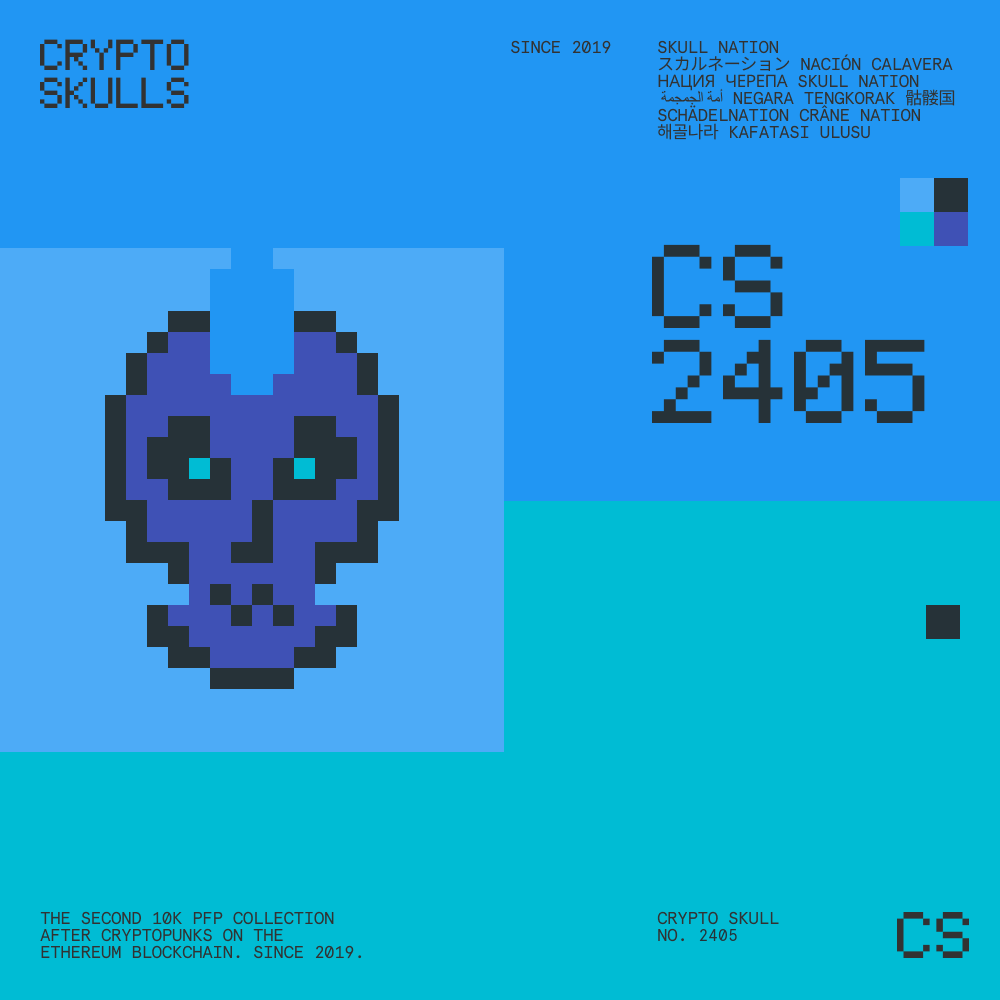 CRYPTO
SKULLS
SINCE 2019
SKULL NATION
スカルネーション NACIÓN CALAVERA
НАЦИЯ ЧЕРЕПА SKULL NATION
أمة الجمجمة NEGARA TENGKORAK 骷髅国
SCHÄDELNATION CRÂNE NATION
해골나라 KAFATASI ULUSU
CS
2405
THE SECOND 10K PFP COLLECTION
AFTER CRYPTOPUNKS ON THE
ETHEREUM BLOCKCHAIN. SINCE 2019.
CRYPTO SKULL
NO. 2405
CS